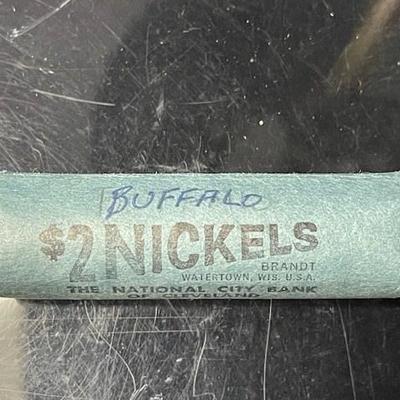 BUFFALO
$2 NICKELS
BRANDT
WATERTOWN, WIS. U.S.A.
THE NATIONAL CITY BANK
OF CLEVELAND